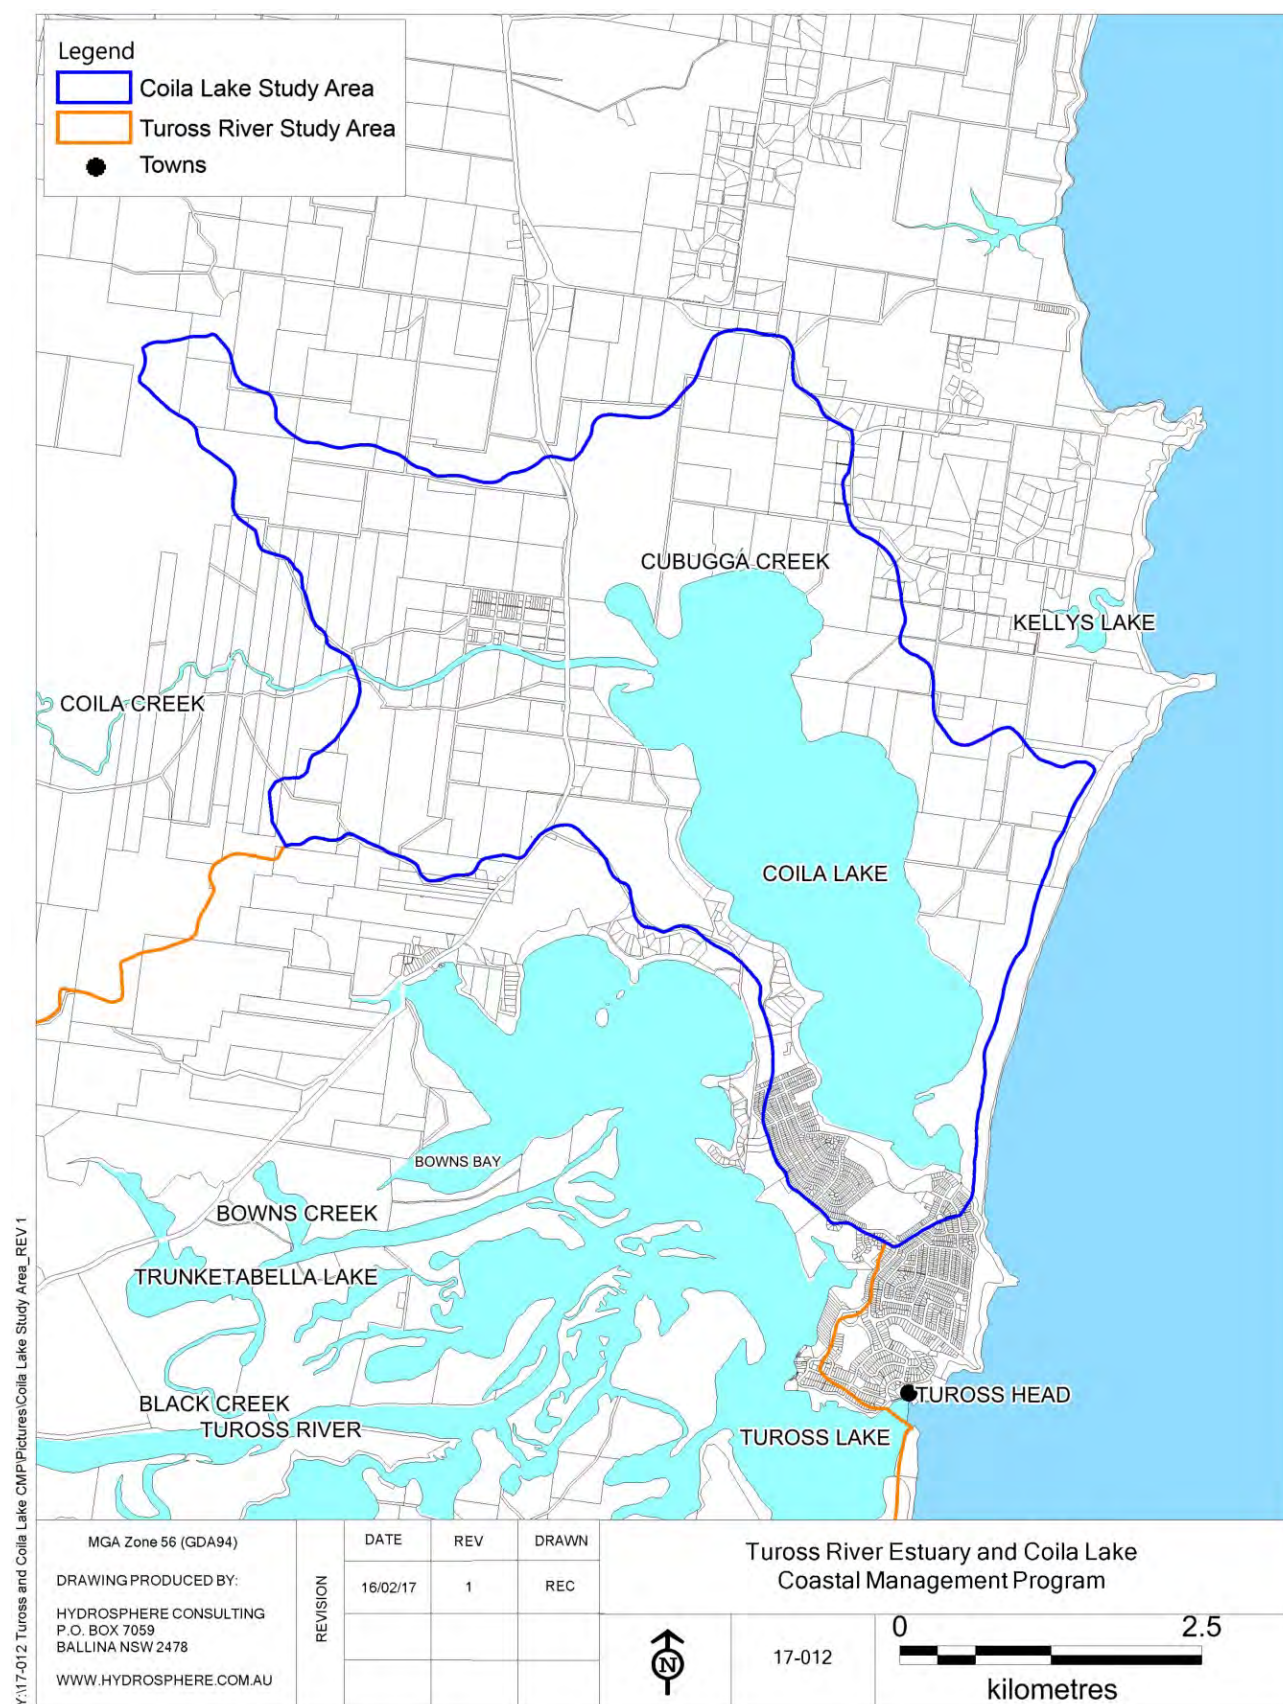 Legend
Coila Lake Study Area
Tuross River Study Area
Towns
CUBUGGA CREEK
KELLYS LAKE
COILA CREEK
COILA LAKE
BOWNS BAY
BOWNS CREEK
TRUNKETABELLA LAKE
BLACK CREEK
TUROSS HEAD
TUROSS RIVER
TUROSS LAKE
Y:\17-012 Tuross and Coila Lake CMP\Pictures\Coila Lake Study Area_REV 1
MGA Zone 56 (GDA94)
DRAWING PRODUCED BY:
HYDROSPHERE CONSULTING
P.O. BOX 7059
BALLINA NSW 2478
WWW.HYDROSPHERE.COM.AU
REVISION
DATE REV DRAWN
16/02/17 1 REC
Tuross River Estuary and Coila Lake
Coastal Management Program
N
17-012
0 2.5
kilometres